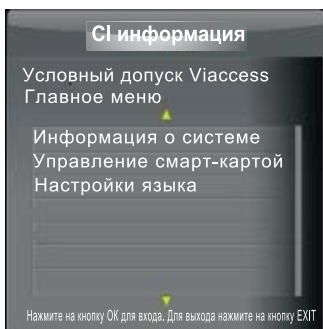 CI информация
Условный допуск Viaccess
Главное меню
Информация о системе
Управление смарт-картой
Настройки языка
Нажмите на кнопку ОК для входа. Для выхода нажмите на кнопку EXIT